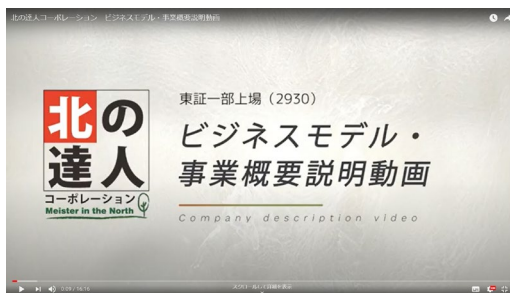 北の達人コーポレーション ビジネスモデル・事業概要説明動画
北の
達人
コーポレーション
Meister in the North
東証一部上場（2930）
ビジネスモデル・
事業概要説明動画
Company description video